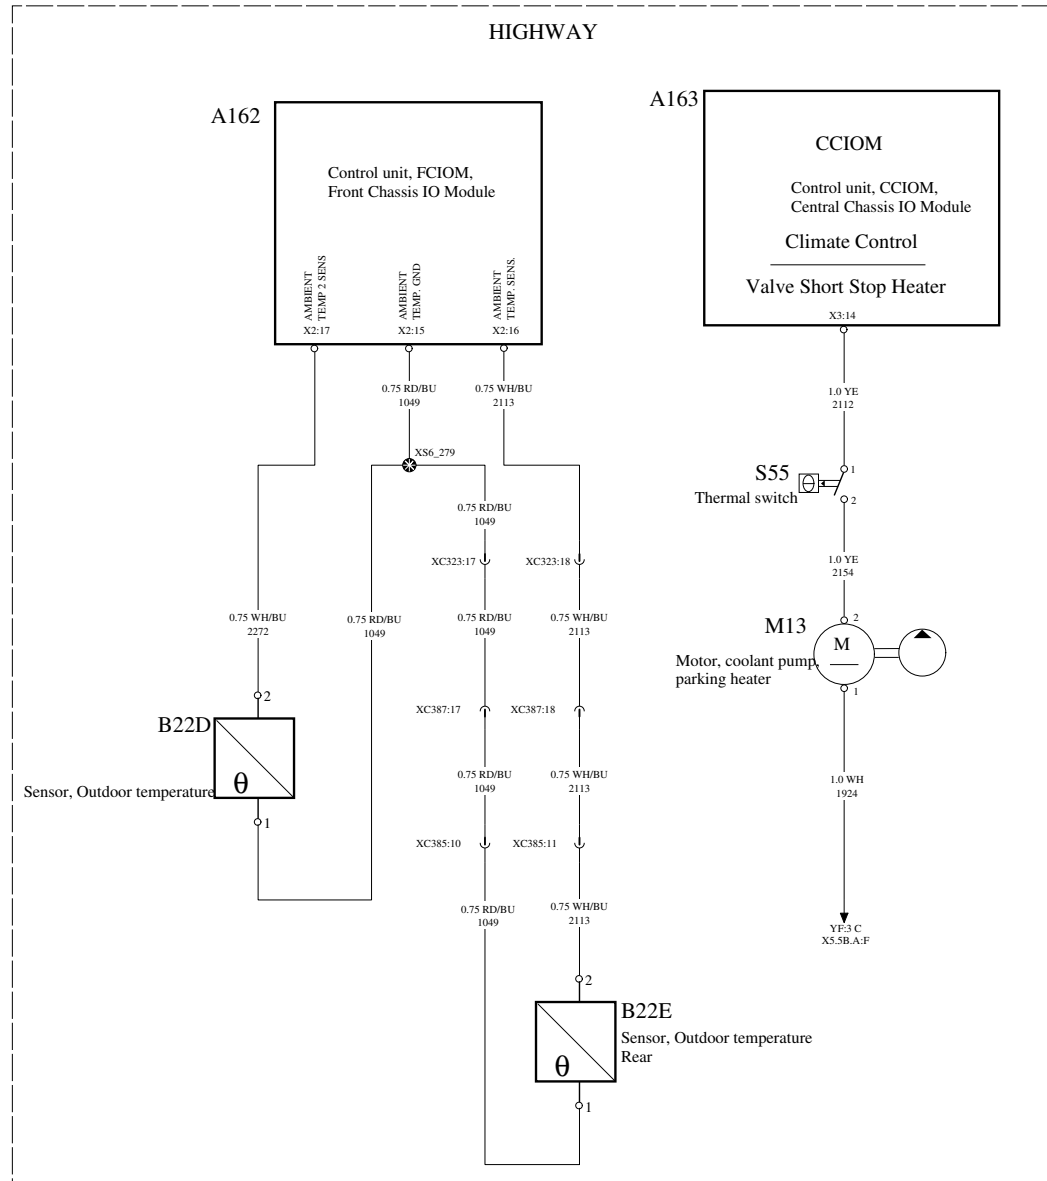 HIGHWAY
A162
Control unit, FCIOM,
Front Chassis IO Module
AMBIENT
TEMP 2 SENS
AMBIENT
TEMP. GND
AMBIENT
TEMP. SENS.
X2:17
X2:15
X2:16
A163
CCIOM
Control unit, CCIOM,
Central Chassis IO Module
Climate Control
Valve Short Stop Heater
X3:14
0.75 RD/BU
1049
0.75 WH/BU
2113
1.0 YE
2112
XS6_279
S55
Thermal switch
θ
1
2
0.75 RD/BU
1049
XC323:17
XC323:18
1.0 YE
2154
0.75 WH/BU
2272
0.75 RD/BU
1049
0.75 RD/BU
1049
0.75 WH/BU
2113
M13
Motor, coolant pump,
parking heater
2
M
1
XC387:17
XC387:18
2
B22D
θ
Sensor, Outdoor temperature
1
0.75 RD/BU
1049
0.75 WH/BU
2113
1.0 WH
1924
XC385:10
XC385:11
0.75 RD/BU
1049
0.75 WH/BU
2113
YF:3 C
X5.5B.A:F
2
B22E
Sensor, Outdoor temperature
Rear
θ
1